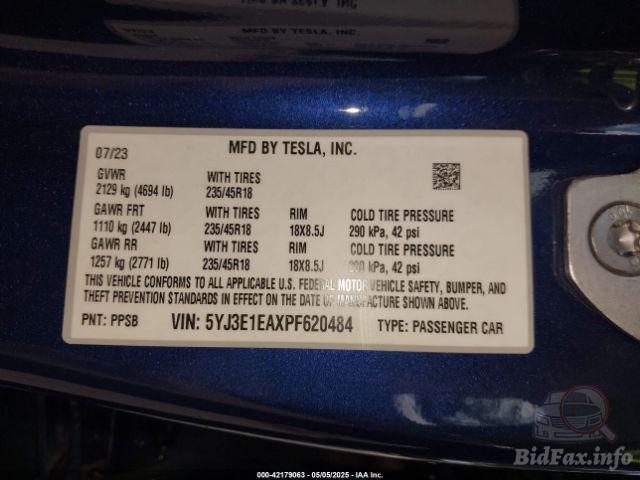 07/23 MFD BY TESLA, INC.
GVWR WITH TIRES
2129 kg (4694 lb) 235/45R18
GAWR FRT WITH TIRES RIM COLD TIRE PRESSURE
1110 kg (2447 lb) 235/45R18 18X8.5J 290 kPa, 42 psi
GAWR RR WITH TIRES RIM COLD TIRE PRESSURE
1257 kg (2771 lb) 235/45R18 18X8.5J 290 kPa, 42 psi
THIS VEHICLE CONFORMS TO ALL APPLICABLE U.S. FEDERAL MOTOR VEHICLE SAFETY, BUMPER, AND
THEFT PREVENTION STANDARDS IN EFFECT ON THE DATE OF MANUFACTURE SHOWN ABOVE.
PNT: PPSB VIN: 5YJ3E1EAXPF620484 TYPE: PASSENGER CAR
BidFax.info
000-42179063 - 05/05/2025 - IAA Inc.